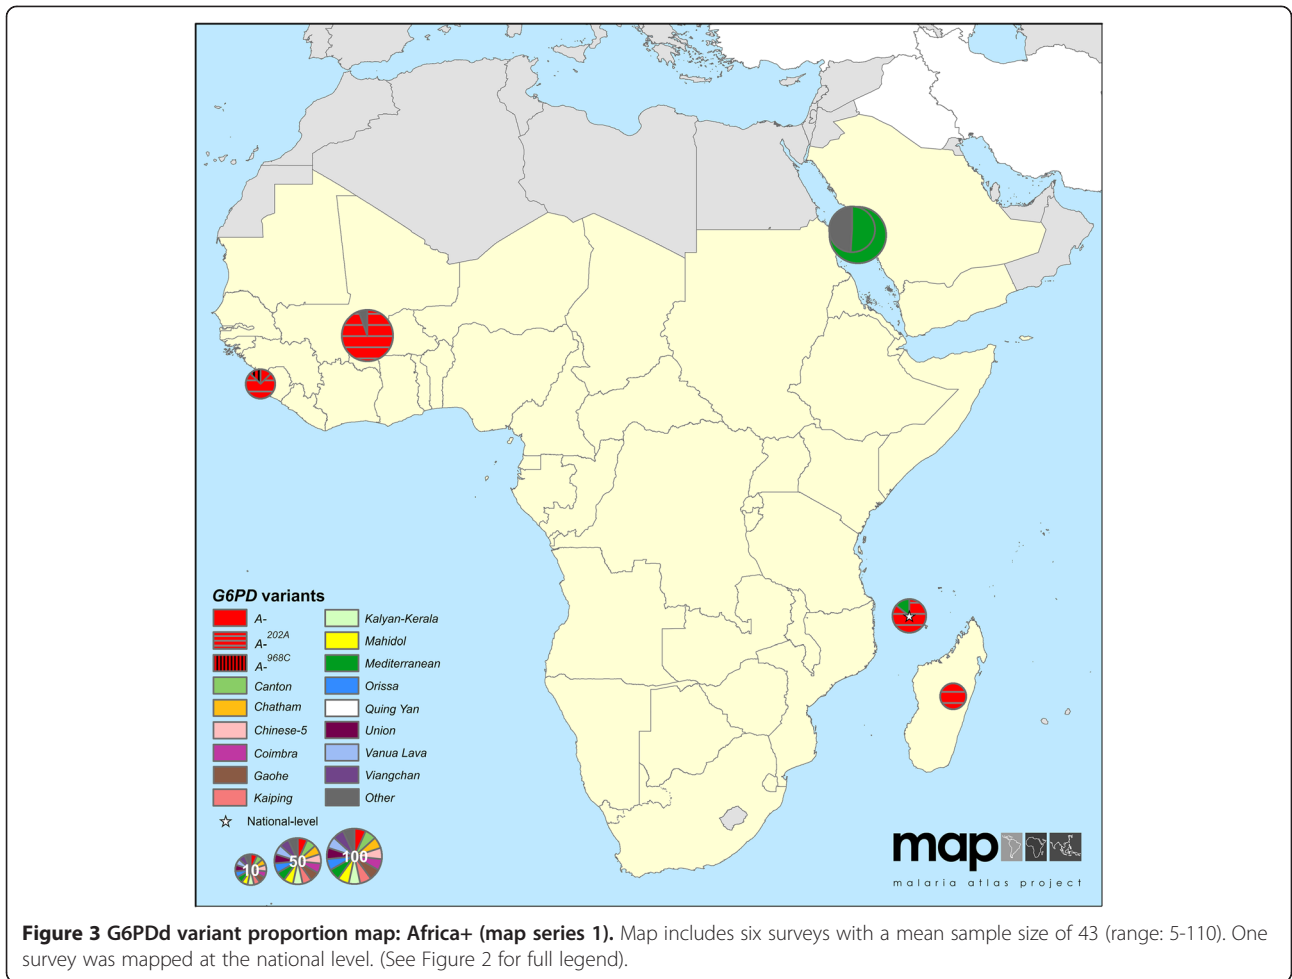 G6PD variants
A-
A-202A
A-968C
Canton
Chatham
Chinese-5
Coimbra
Gaohe
Kaiping
Kalyan-Kerala
Mahidol
Mediterranean
Orissa
Quing Yan
Union
Vanua Lava
Viangchan
Other
National-level
10
50
100
map
malaria atlas project
Figure 3 G6PDd variant proportion map: Africa+ (map series 1). Map includes six surveys with a mean sample size of 43 (range: 5-110). One
survey was mapped at the national level. (See Figure 2 for full legend).